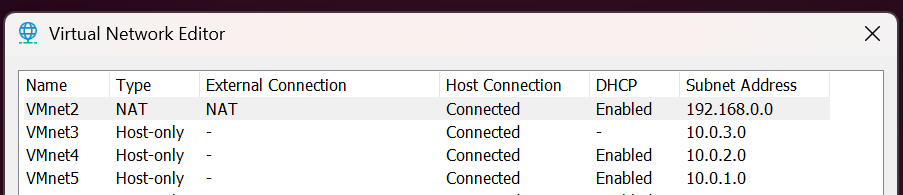 Virtual Network Editor
Name Type External Connection Host Connection DHCP Subnet Address
VMnet2 NAT NAT Connected Enabled 192.168.0.0
VMnet3 Host-only - Connected - 10.0.3.0
VMnet4 Host-only - Connected Enabled 10.0.2.0
VMnet5 Host-only - Connected Enabled 10.0.1.0